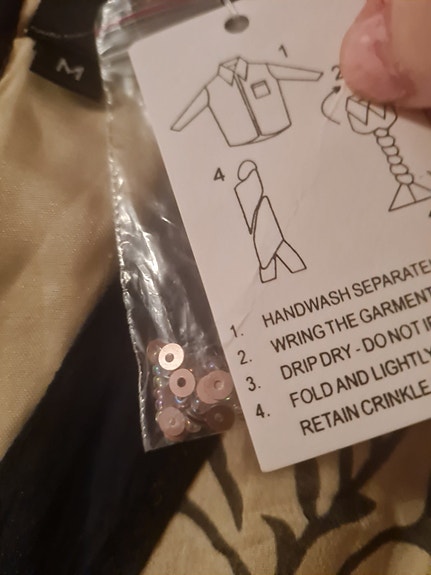 M
1
2
4
1. HANDWASH SEPARATE
2. WRING THE GARMENT
3. DRIP DRY - DO NOT
4. FOLD AND LIGHTLY
RETAIN CRINKLE